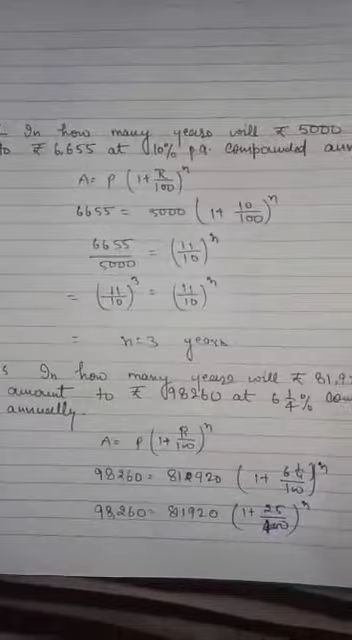 In how many years will ₹ 5000
to ₹ 6,655 at 10% p.a. compounded
A = P (1 + R/100)^n
6655 = 5000 (1 + 10/100)^n
6655/5000 = (11/10)^n
= (11/10)^3 = (11/10)^n
= n = 3 years
In how many years will ₹ 81,9
amount to ₹ 98260 at 6 1/4 %
annually.
A = P (1 + R/100)^n
98260 = 81920 (1 + 6 1/4/100)^n
98260 = 81920 (1 + 25/400)^n